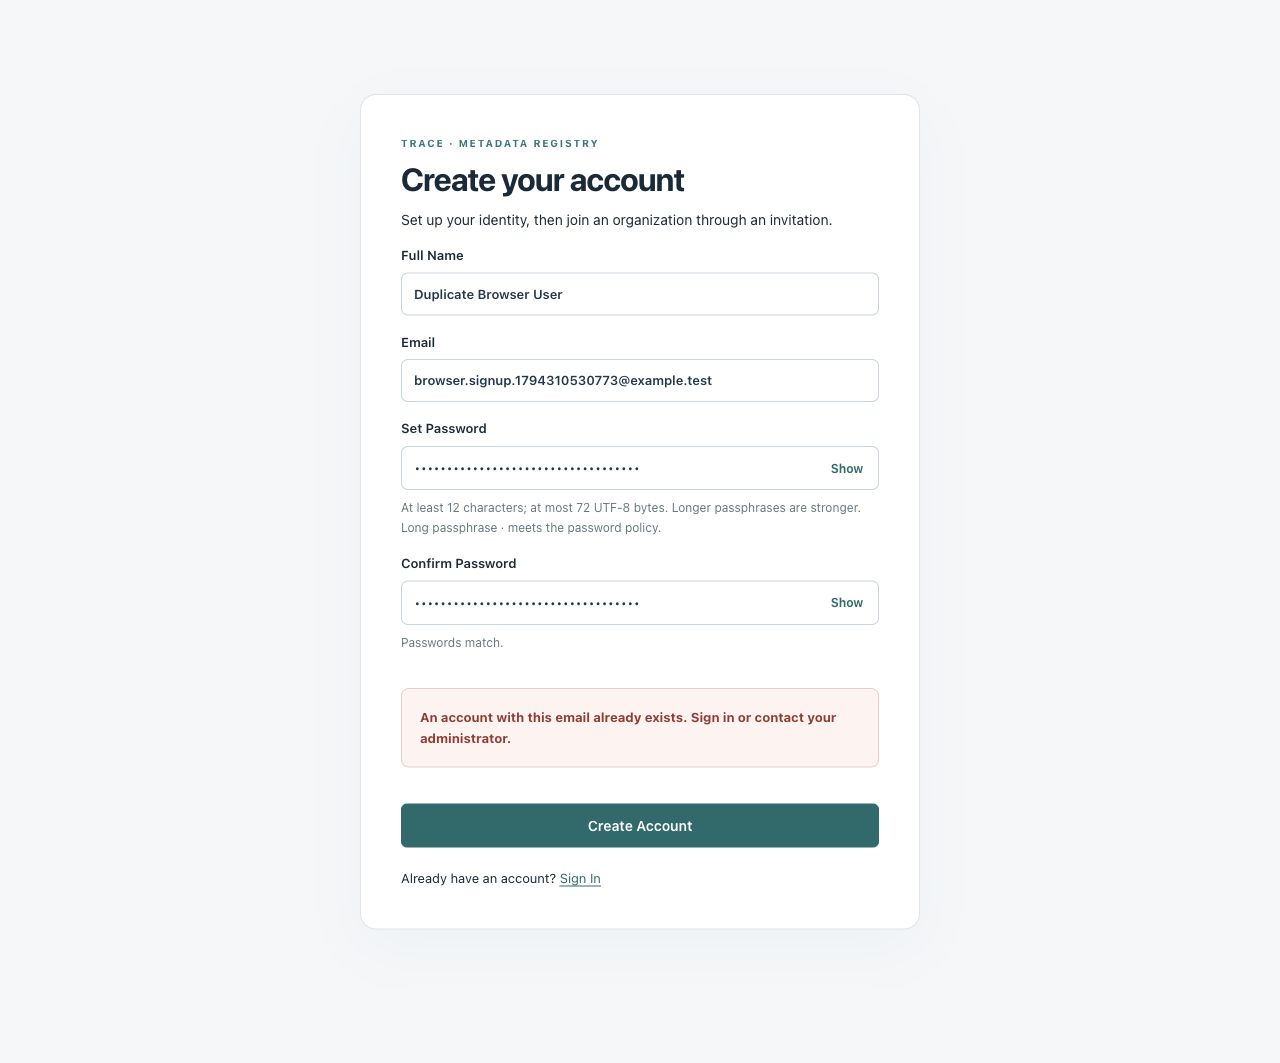 TRACE · METADATA REGISTRY
Create your account
Set up your identity, then join an organization through an invitation.
Full Name
Duplicate Browser User
Email
browser.signup.1794310530773@example.test
Set Password
•••••••••••••••••••••••••••••••••••
Show
At least 12 characters; at most 72 UTF-8 bytes. Longer passphrases are stronger.
Long passphrase · meets the password policy.
Confirm Password
•••••••••••••••••••••••••••••••••••
Show
Passwords match.
An account with this email already exists. Sign in or contact your
administrator.
Create Account
Already have an account? Sign In